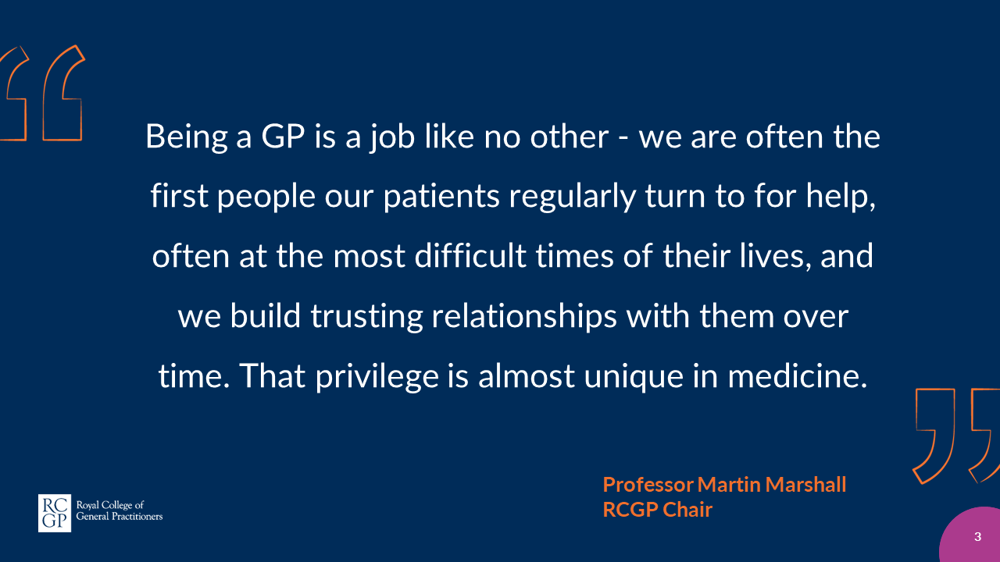 Being a GP is a job like no other - we are often the
first people our patients regularly turn to for help,
often at the most difficult times of their lives, and
we build trusting relationships with them over
time. That privilege is almost unique in medicine.
Professor Martin Marshall
RCGP Chair
RC
GP
Royal College of
General Practitioners
3